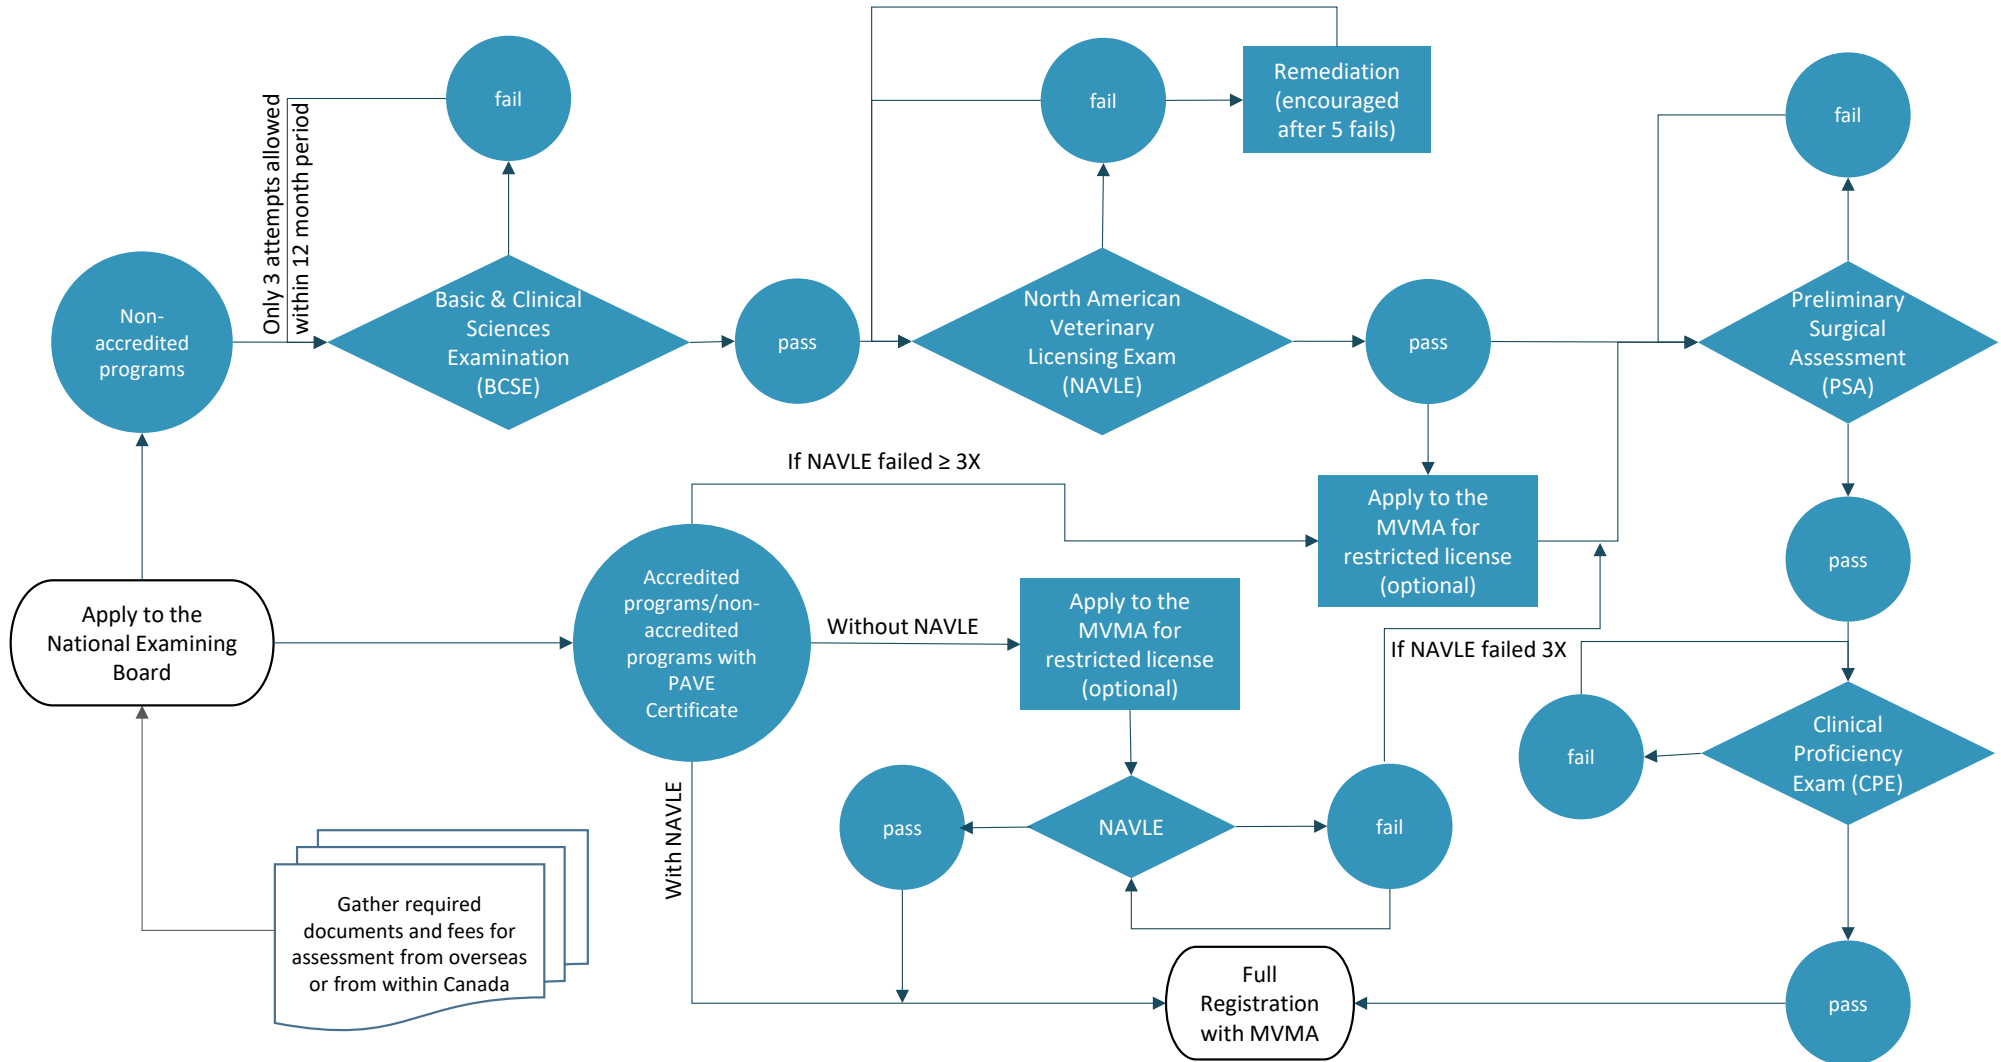 fail
Only 3 attempts allowed
within 12 month period
Non-
accredited
programs
Basic & Clinical
Sciences
Examination
(BCSE)
pass
fail
Remediation
(encouraged
after 5 fails)
North American
Veterinary
Licensing Exam
(NAVLE)
pass
fail
Preliminary
Surgical
Assessment
(PSA)
If NAVLE failed ≥ 3X
Apply to the
MVMA for
restricted license
(optional)
pass
Apply to the
National Examining
Board
Accredited
programs/non-
accredited
programs with
PAVE
Certificate
Without NAVLE
Apply to the
MVMA for
restricted license
(optional)
If NAVLE failed 3X
fail
Clinical
Proficiency
Exam (CPE)
With NAVLE
pass
NAVLE
fail
Gather required
documents and fees for
assessment from overseas
or from within Canada
Full
Registration
with MVMA
pass